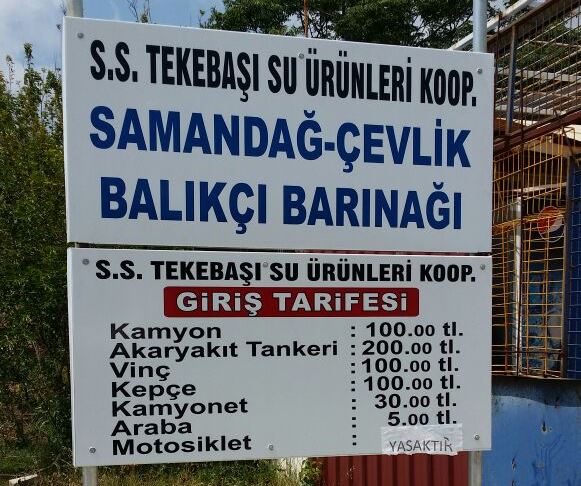 S.S. TEKEBAŞI SU ÜRÜNLERİ KOOP.
SAMANDAĞ-ÇEVLİK
BALIKÇI BARINAĞI
S.S. TEKEBAŞI SU ÜRÜNLERİ KOOP.
GİRİŞ TARİFESİ
Kamyon : 100.00 tl.
Akaryakıt Tankeri : 200.00 tl.
Vinç : 100.00 tl.
Kepçe : 100.00 tl.
Kamyonet : 30.00 tl.
Araba : 5.00 tl.
Motosiklet : YASAKTIR